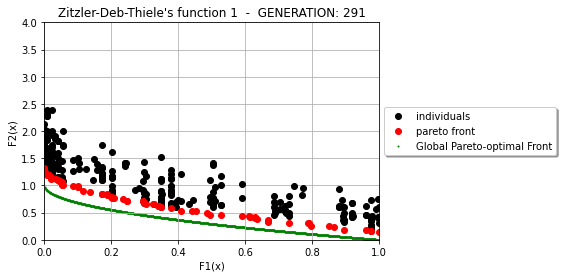 Zitzler-Deb-Thiele's function 1 - GENERATION: 291
4.0
3.5
3.0
2.5
2.0
1.5
1.0
0.5
0.0
F2(x)
0.0 0.2 0.4 0.6 0.8 1.0
F1(x)
individuals
pareto front
Global Pareto-optimal Front